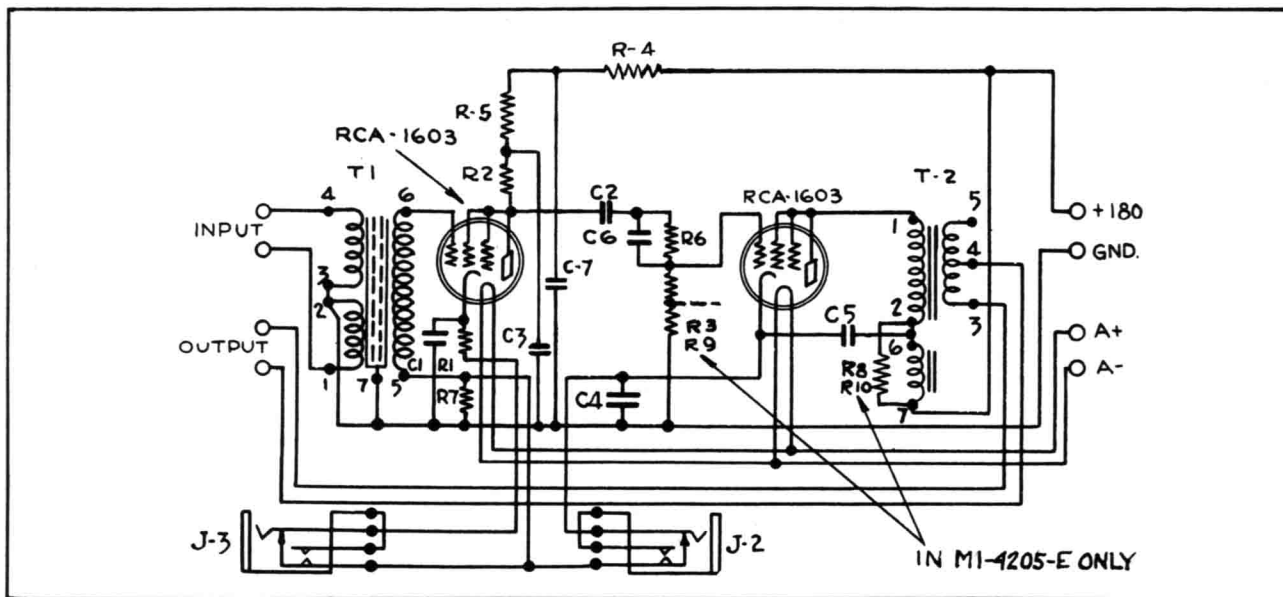 R-4
R-5
RCA-1603
T1
R2
4
6
C2
RCA-1603
T-2
5
+180
INPUT
C6
R6
1
4
GND.
3
2
C-7
C5
2
3
R3
R9
6
A+
OUTPUT
C1
R1
C3
R8
R10
A-
1
7
5
R7
C4
7
J-3
J-2
IN MI-4205-E ONLY